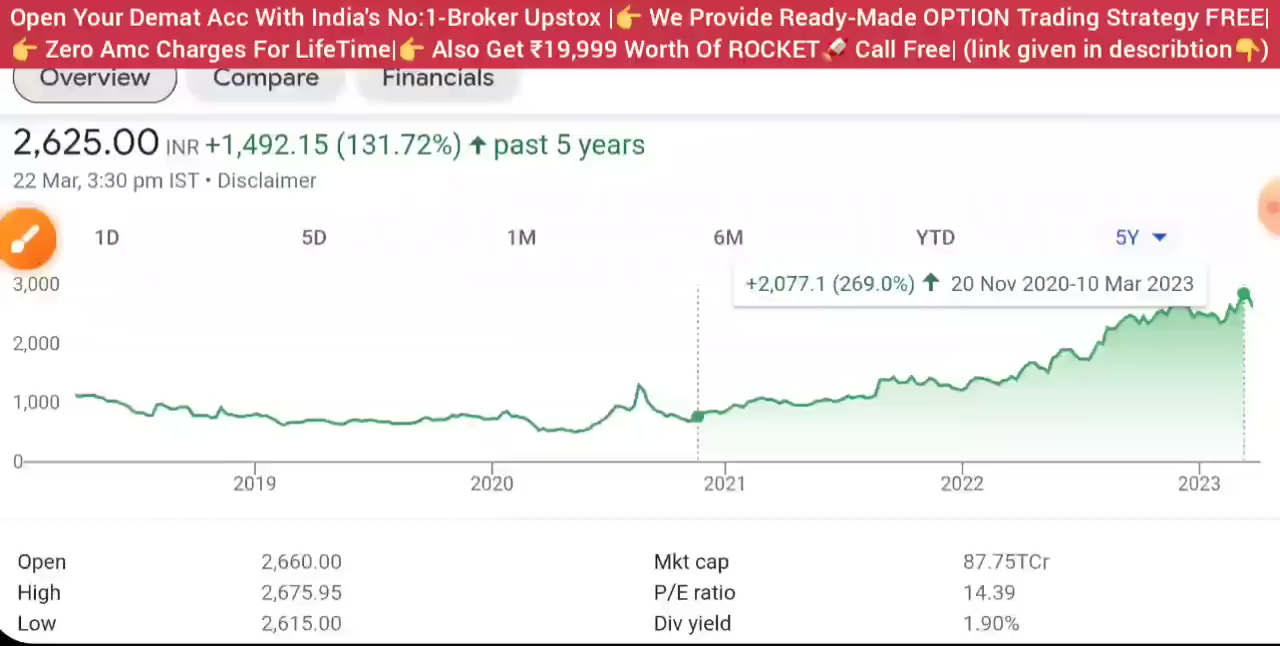 Open Your Demat Acc With India's No:1-Broker Upstox |👉 We Provide Ready-Made OPTION Trading Strategy FREE|
👉 Zero Amc Charges For LifeTime|👉 Also Get ₹19,999 Worth Of ROCKET🚀 Call Free| (link given in describtion👇)
Overview Compare Financials
2,625.00 INR +1,492.15 (131.72%) ↑ past 5 years
22 Mar, 3:30 pm IST • Disclaimer
1D 5D 1M 6M YTD 5Y
+2,077.1 (269.0%) ↑ 20 Nov 2020-10 Mar 2023
3,000
2,000
1,000
0
2019 2020 2021 2022 2023
Open 2,660.00 Mkt cap 87.75TCr
High 2,675.95 P/E ratio 14.39
Low 2,615.00 Div yield 1.90%